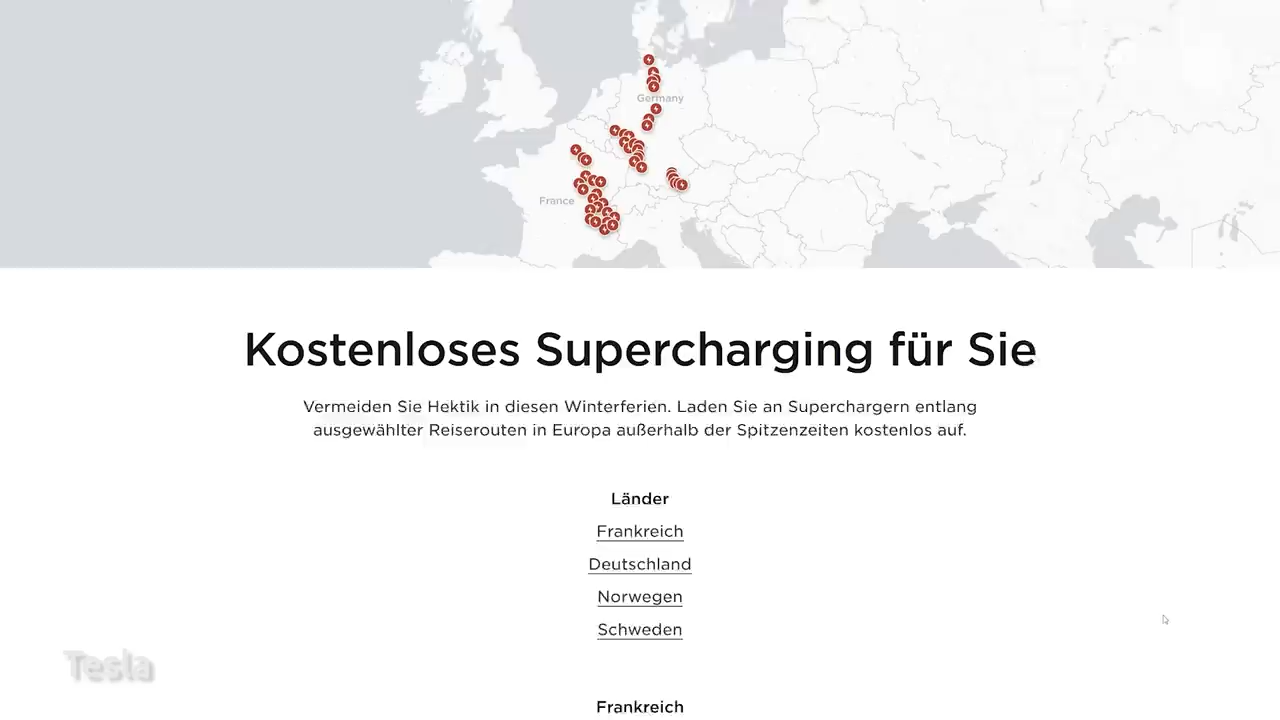 Germany
France
Kostenloses Supercharging für Sie
Vermeiden Sie Hektik in diesen Winterferien. Laden Sie an Superchargern entlang
ausgewählter Reiserouten in Europa außerhalb der Spitzenzeiten kostenlos auf.
Länder
Frankreich
Deutschland
Norwegen
Schweden
Tesla
Frankreich